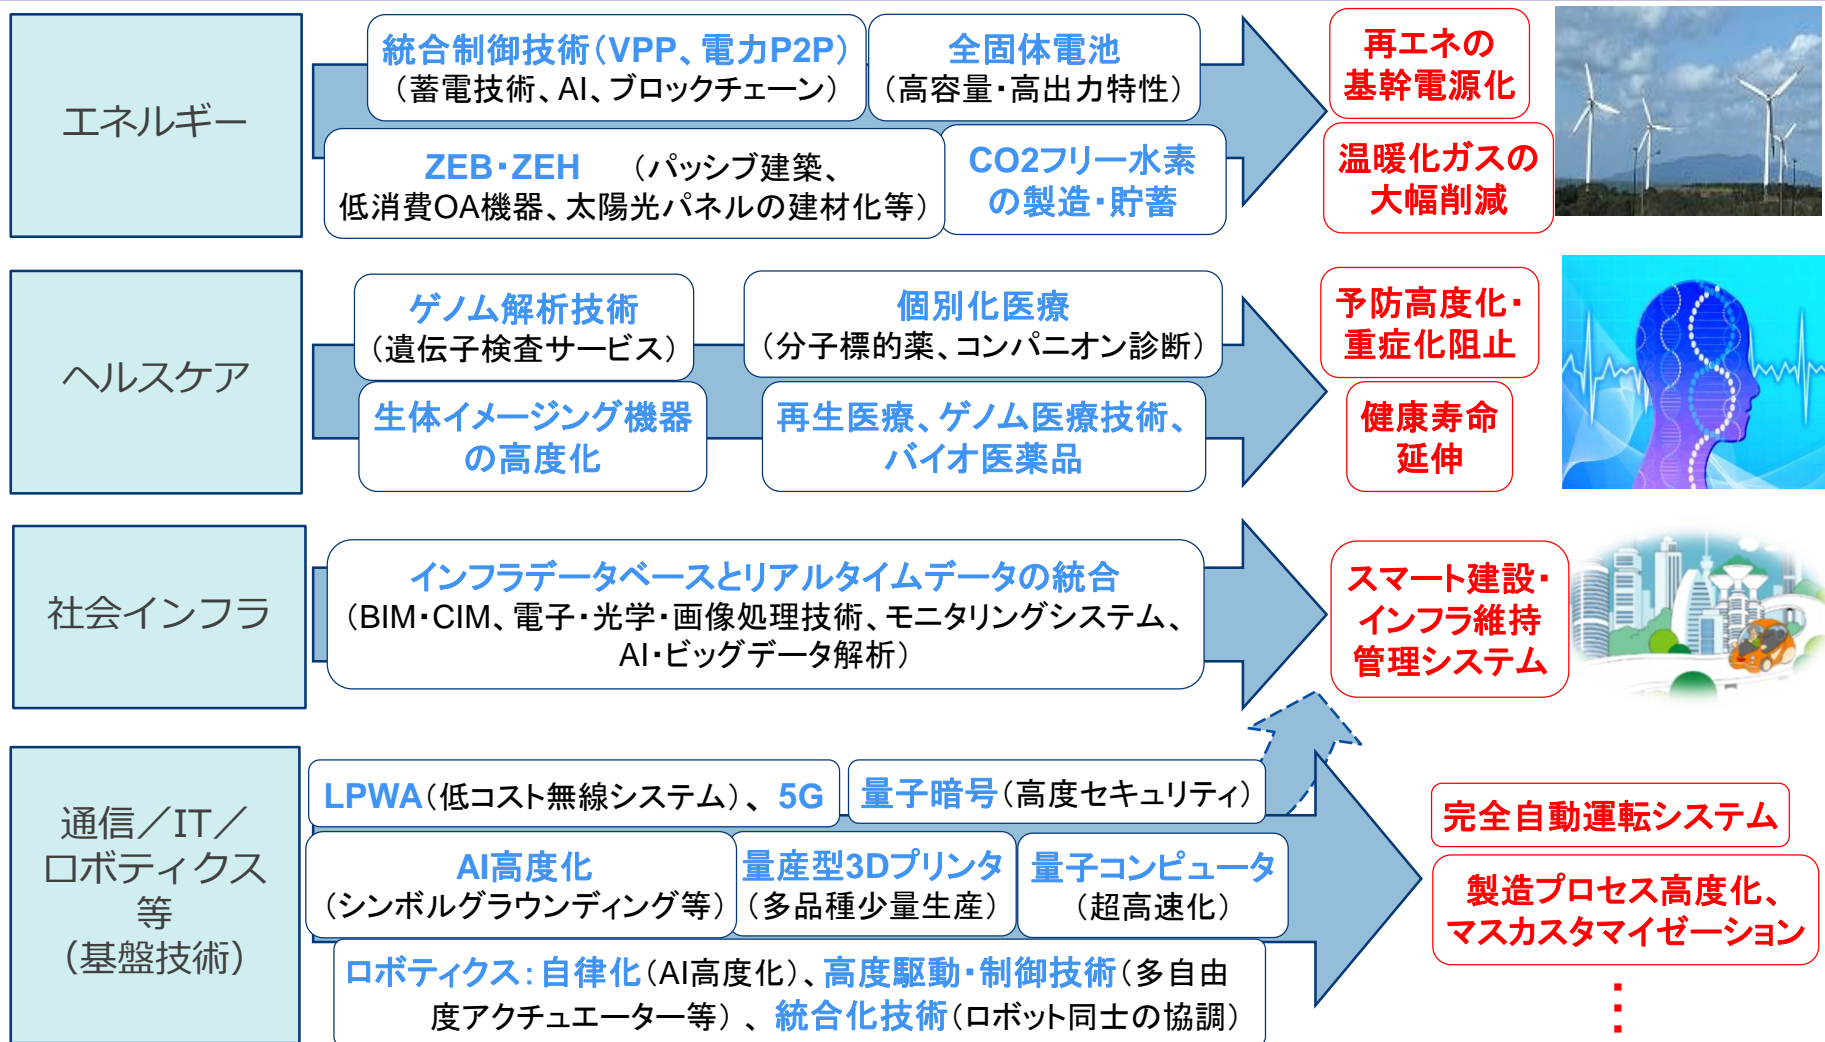 エネルギー
統合制御技術（VPP、電力P2P）
（蓄電技術、AI、ブロックチェーン）
全固体電池
（高容量・高出力特性）
ZEB・ZEH （パッシブ建築、
低消費OA機器、太陽光パネルの建材化等）
CO2フリー水素
の製造・貯蓄
再エネの
基幹電源化
温暖化ガスの
大幅削減
ヘルスケア
ゲノム解析技術
（遺伝子検査サービス）
個別化医療
（分子標的薬、コンパニオン診断）
生体イメージング機器
の高度化
再生医療、ゲノム医療技術、
バイオ医薬品
予防高度化・
重症化阻止
健康寿命
延伸
社会インフラ
インフラデータベースとリアルタイムデータの統合
（BIM・CIM、電子・光学・画像処理技術、モニタリングシステム、
AI・ビッグデータ解析）
スマート建設・
インフラ維持
管理システム
通信／IT／
ロボティクス
等
（基盤技術）
LPWA（低コスト無線システム）、5G
量子暗号（高度セキュリティ）
AI高度化
（シンボルグラウンディング等）
量産型3Dプリンタ
（多品種少量生産）
量子コンピュータ
（超高速化）
ロボティクス：自律化（AI高度化）、高度駆動・制御技術（多自由
度アクチュエーター等）、統合化技術（ロボット同士の協調）
完全自動運転システム
製造プロセス高度化、
マスカスタマイゼーション
⋮